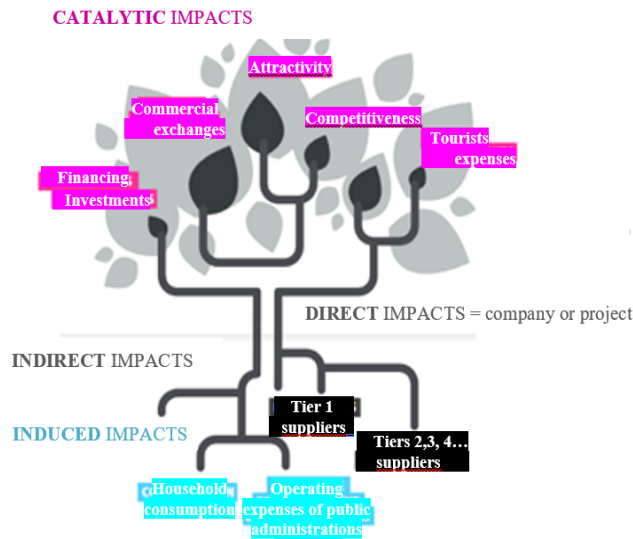 CATALYTIC IMPACTS
Attractivity
Commercial
exchanges
Competitiveness
Tourists
expenses
Financing,
Investments
DIRECT IMPACTS = company or project
INDIRECT IMPACTS
Tier 1
suppliers
INDUCED IMPACTS
Tiers 2,3, 4…
suppliers
Household
consumption
Operating
expenses of public
administrations